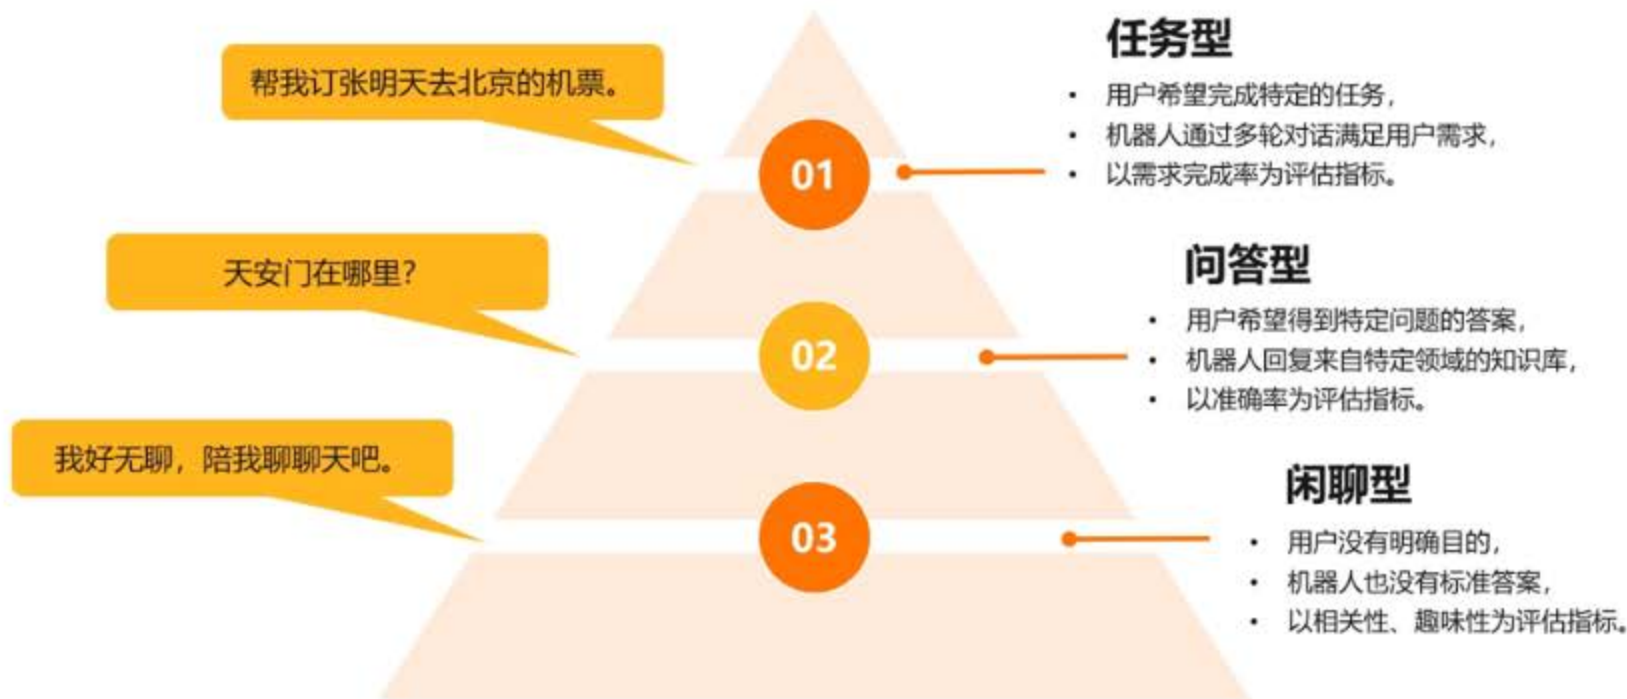 任务型
帮我订张明天去北京的机票。
• 用户希望完成特定的任务，
• 机器人通过多轮对话满足用户需求，
• 以需求完成率为评估指标。
01
问答型
天安门在哪里？
• 用户希望得到特定问题的答案，
• 机器人回复来自特定领域的知识库，
• 以准确率为评估指标。
02
闲聊型
我好无聊，陪我聊聊天吧。
• 用户没有明确目的，
• 机器人也没有标准答案，
• 以相关性、趣味性为评估指标。
03